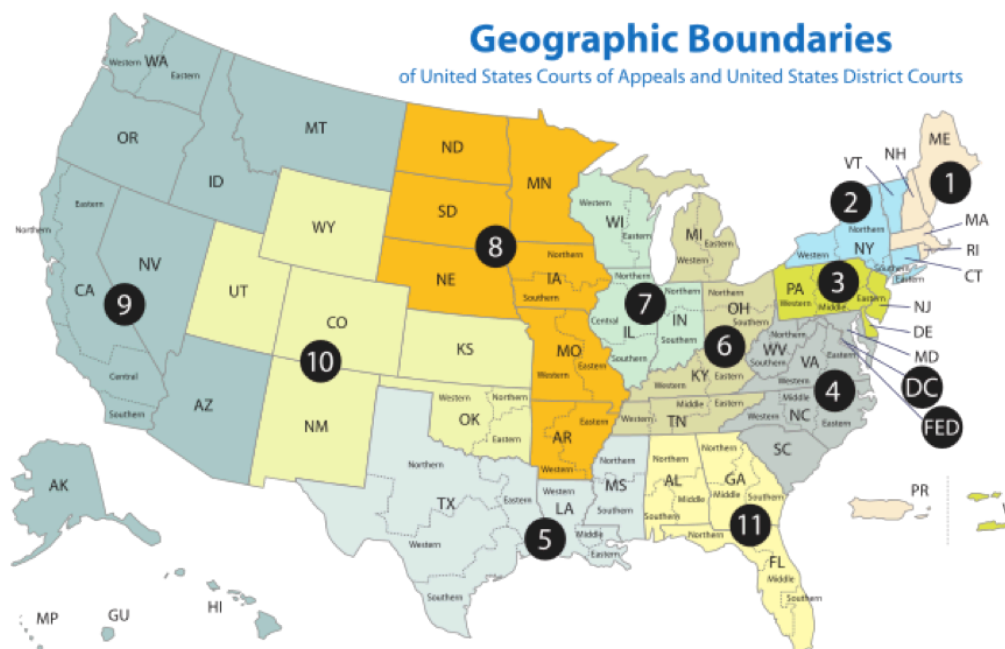 Geographic Boundaries
of United States Courts of Appeals and United States District Courts
WA
Western
Eastern
OR
MT
ID
ND
MN
ME
NH
VT
1
2
MA
Northern
NY
Western
RI
CT
Southern
Eastern
SD
WY
WI
Western
Eastern
MI
Eastern
Western
8
NE
IA
Northern
Southern
Eastern
Northern
NV
CA
9
Central
Southern
UT
CO
10
KS
7
Northern
Central
IL
Southern
Northern
IN
Southern
Northern
OH
Southern
6
3
PA
Western
Middle
Eastern
NJ
DE
MD
DC
FED
Northern
WV
Southern
VA
Eastern
Western
4
MO
Western
Eastern
KY
Western
Eastern
TN
Western
Middle
Eastern
Middle
NC
Western
Eastern
SC
AZ
NM
OK
Western
Northern
Eastern
AR
Eastern
Western
Northern
TX
Eastern
Western
Southern
5
Western
LA
Middle
Eastern
Northern
MS
Southern
Northern
AL
Middle
Southern
Northern
GA
Middle
Southern
11
Northern
FL
Middle
Southern
PR
AK
HI
MP
GU